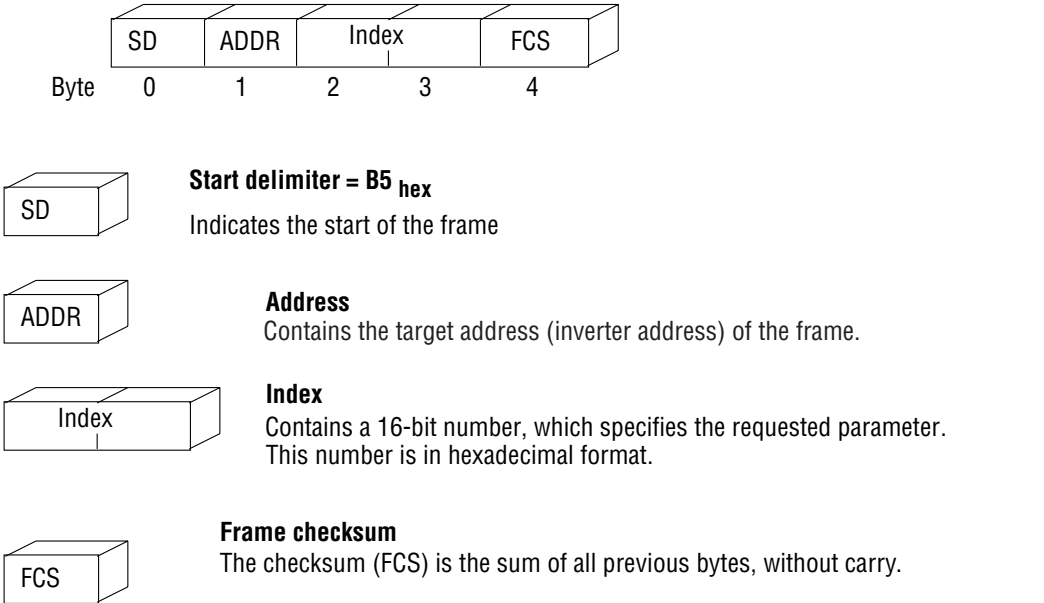 SD ADDR Index FCS
Byte 0 1 2 3 4
Start delimiter = B5 hex
SD
Indicates the start of the frame
Address
ADDR
Contains the target address (inverter address) of the frame.
Index
Index
Contains a 16-bit number, which specifies the requested parameter.
This number is in hexadecimal format.
Frame checksum
The checksum (FCS) is the sum of all previous bytes, without carry.
FCS